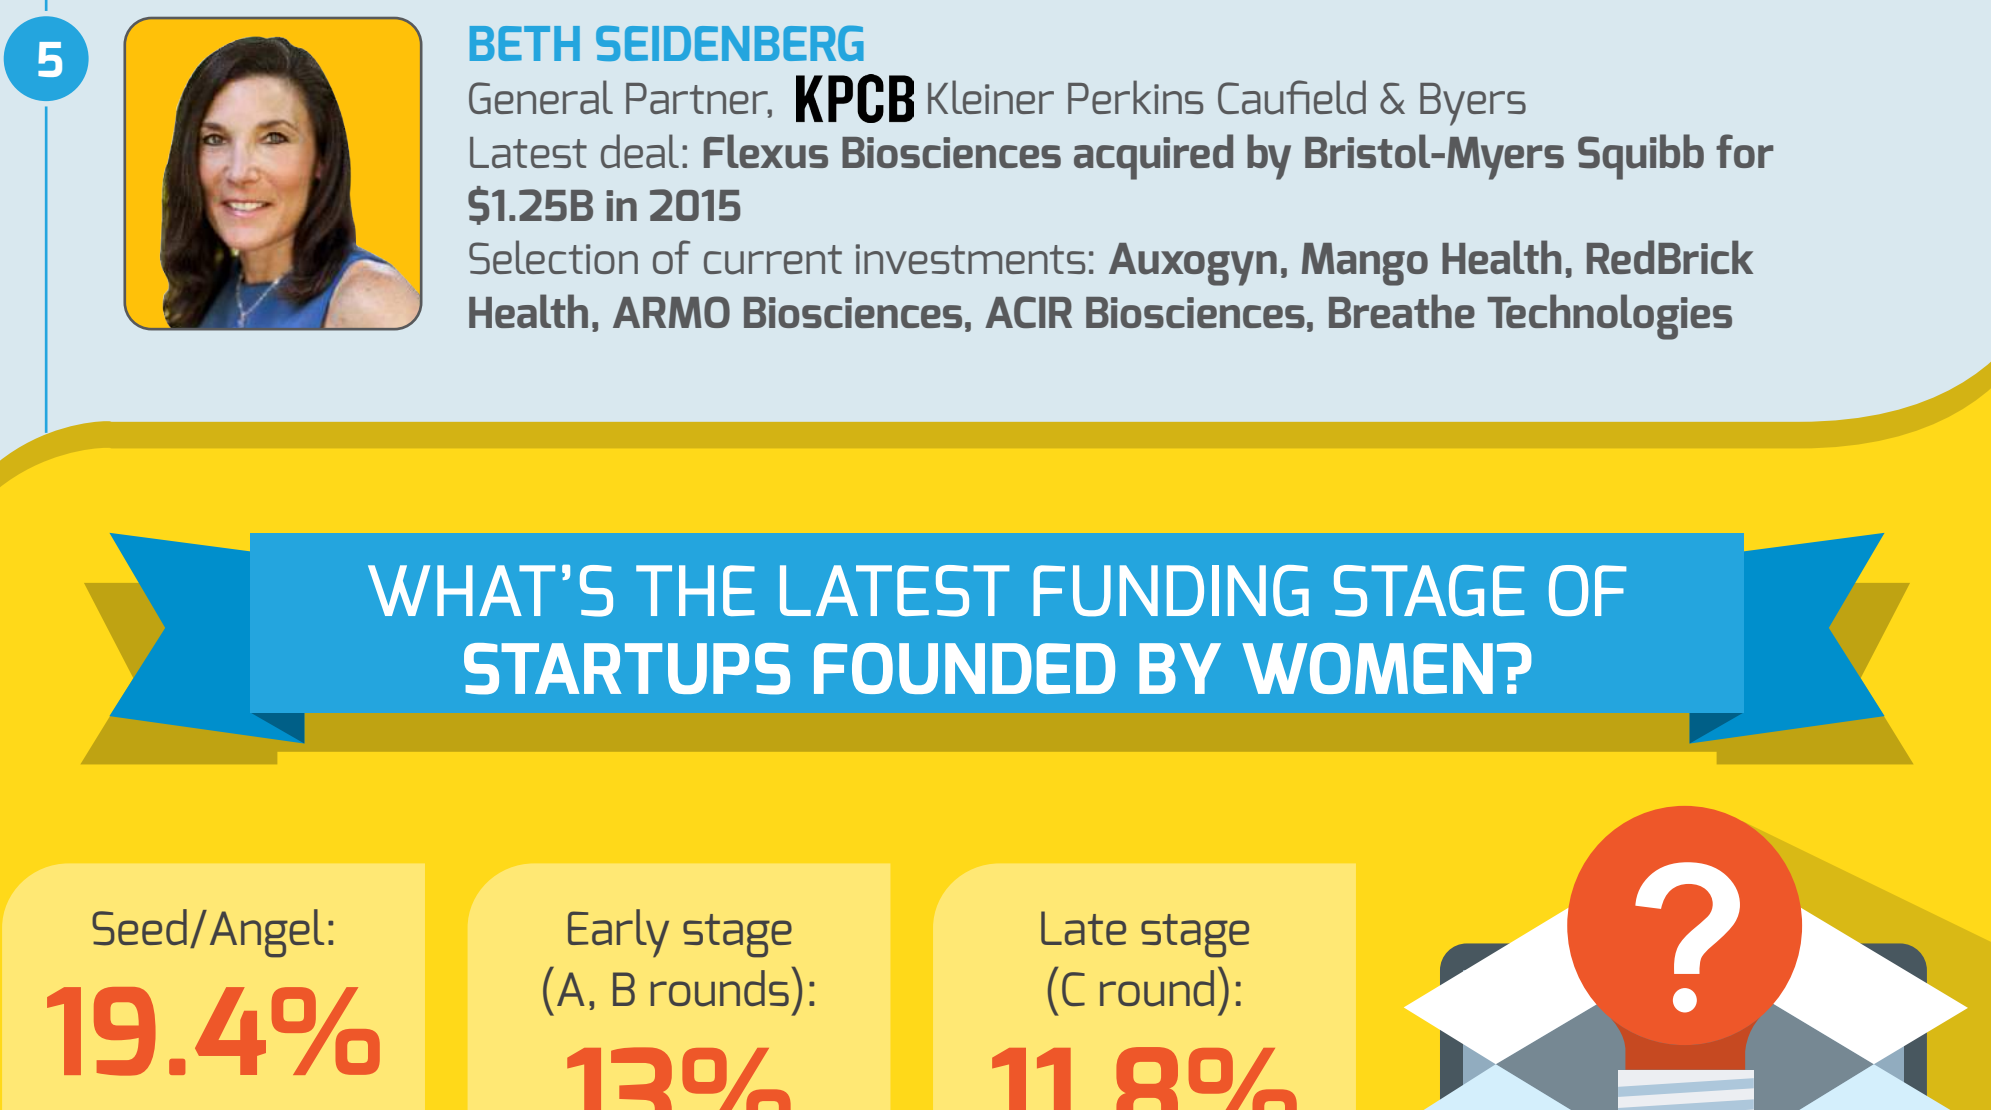 5
BETH SEIDENBERG
General Partner, KPCB Kleiner Perkins Caufield & Byers
Latest deal: Flexus Biosciences acquired by Bristol-Myers Squibb for
$1.25B in 2015
Selection of current investments: Auxogyn, Mango Health, RedBrick
Health, ARMO Biosciences, ACIR Biosciences, Breathe Technologies
WHAT'S THE LATEST FUNDING STAGE OF
STARTUPS FOUNDED BY WOMEN?
Seed/Angel:
19.4%
Early stage
(A, B rounds):
13%
Late stage
(C round):
11.8%
?